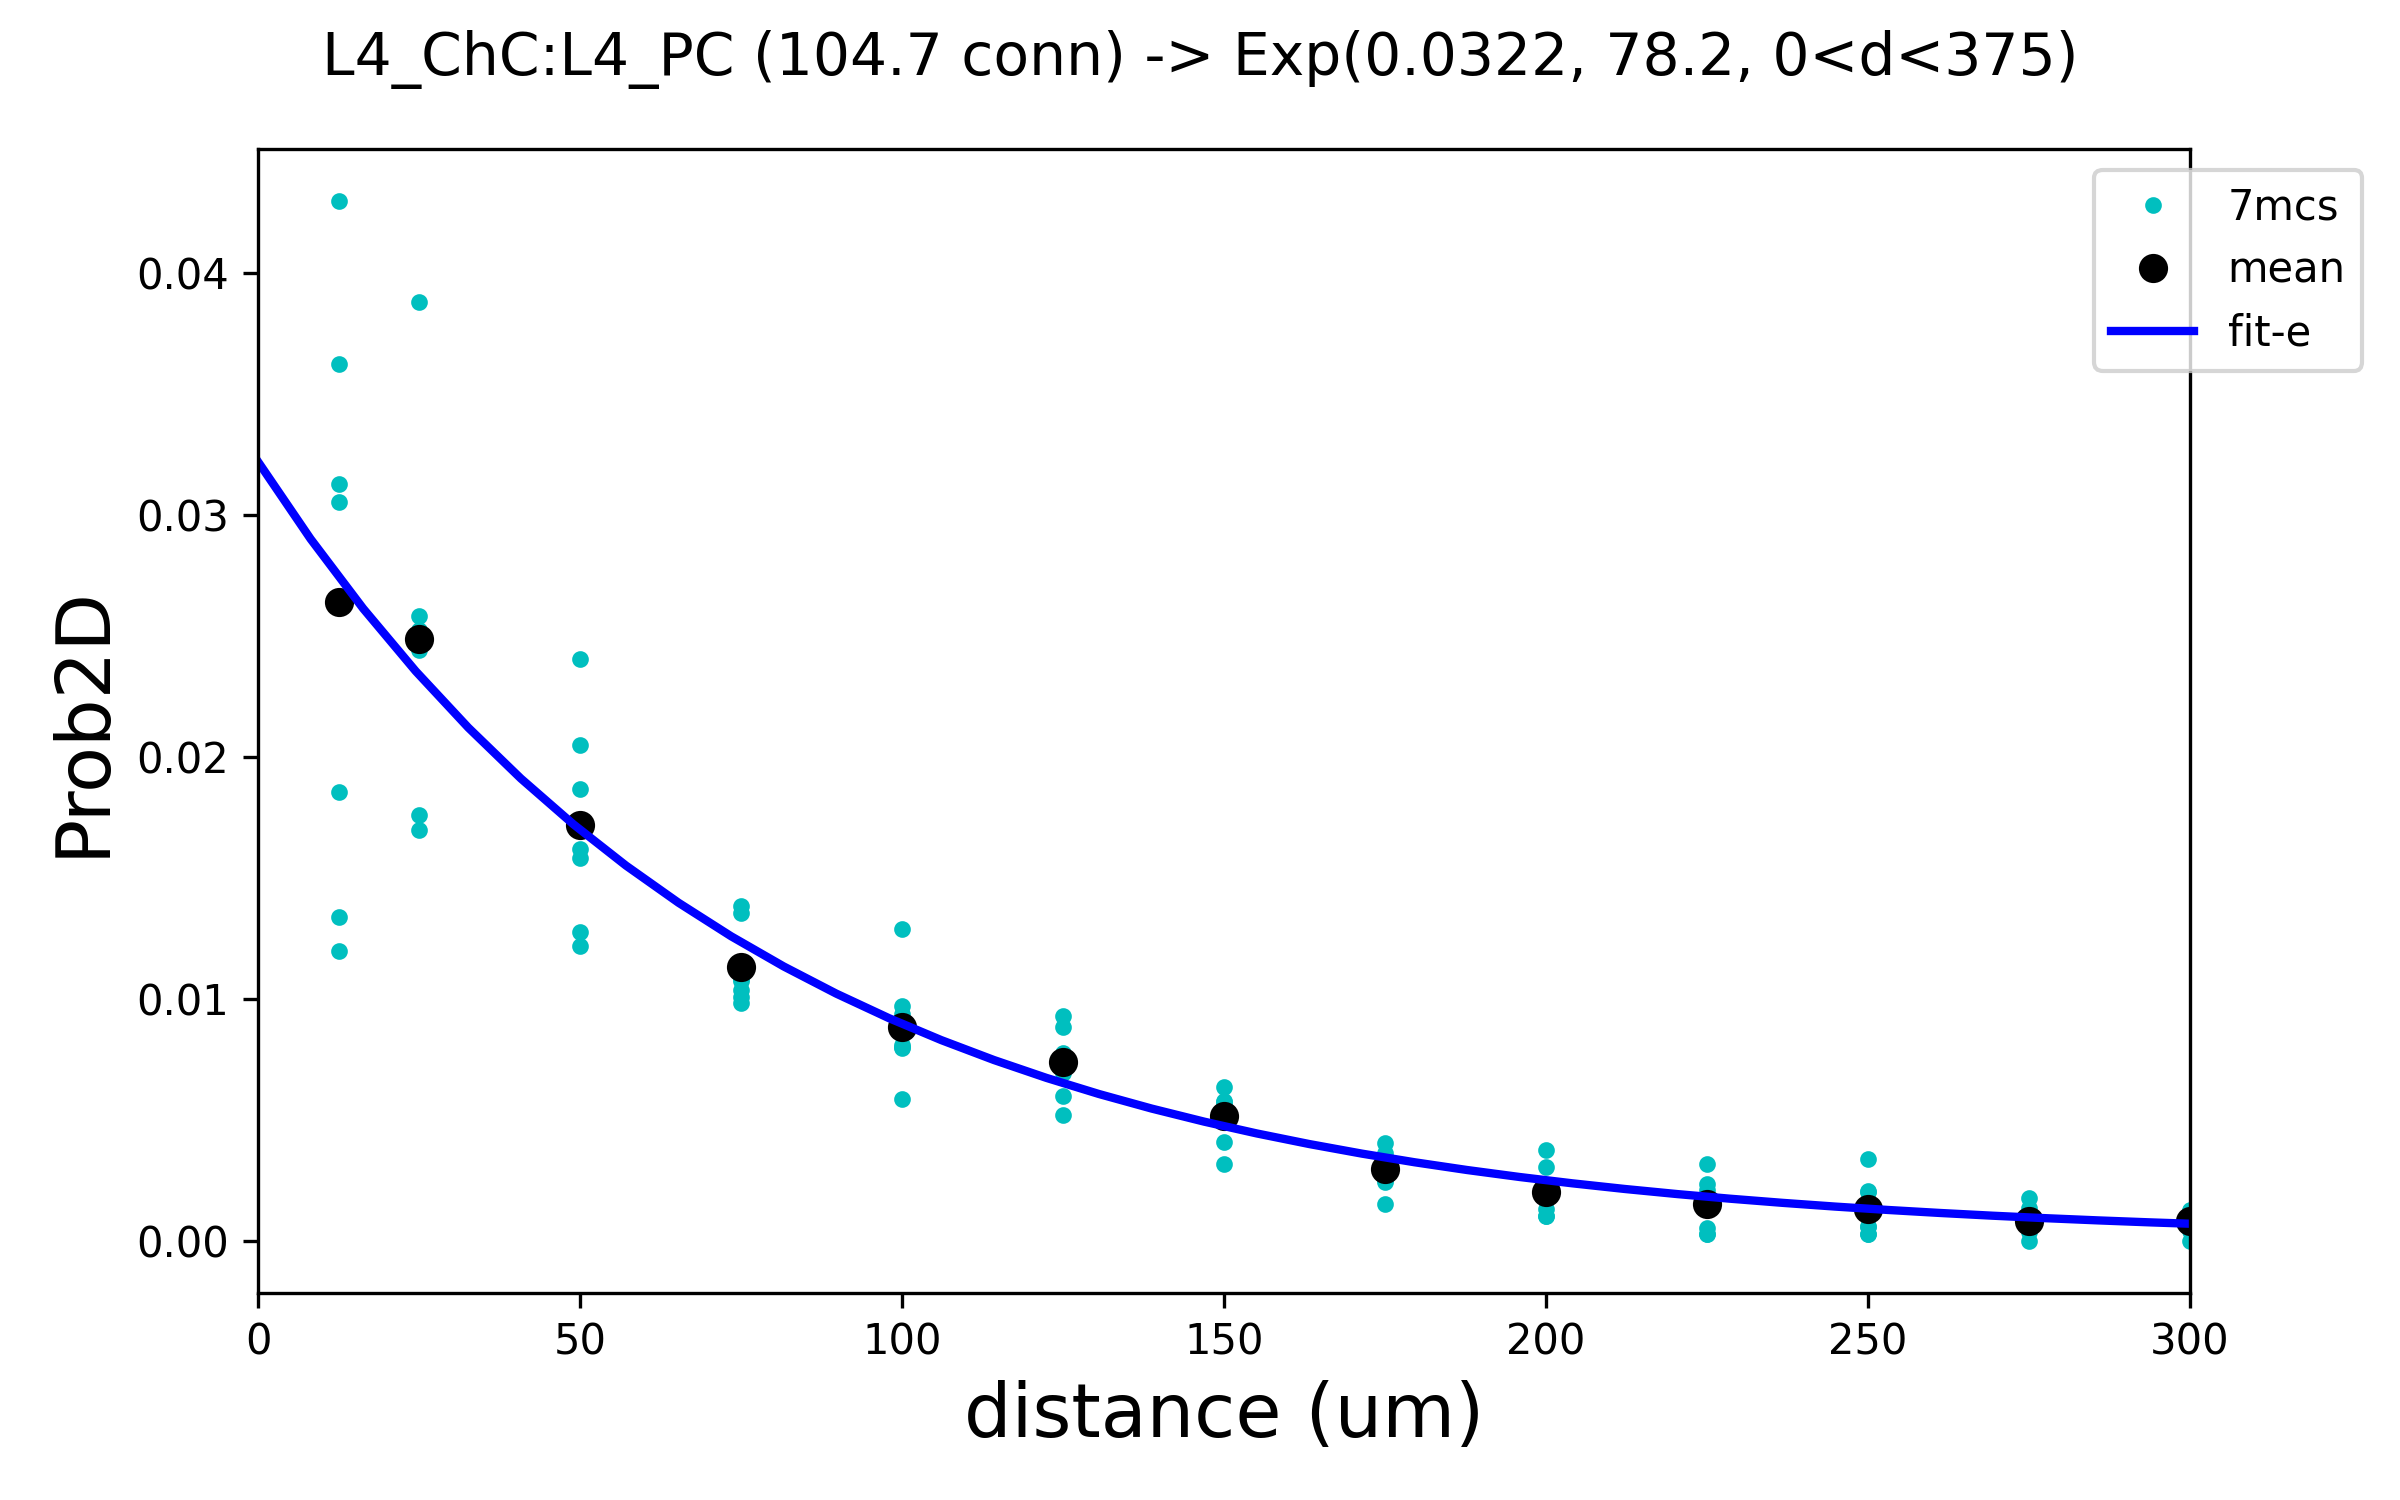 L4_ChC:L4_PC (104.7 conn) -> Exp(0.0322, 78.2, 0<d<375)
7mcs
mean
fit-e
0.04
0.03
0.02
0.01
0.00
Prob2D
0 50 100 150 200 250 300
distance (um)